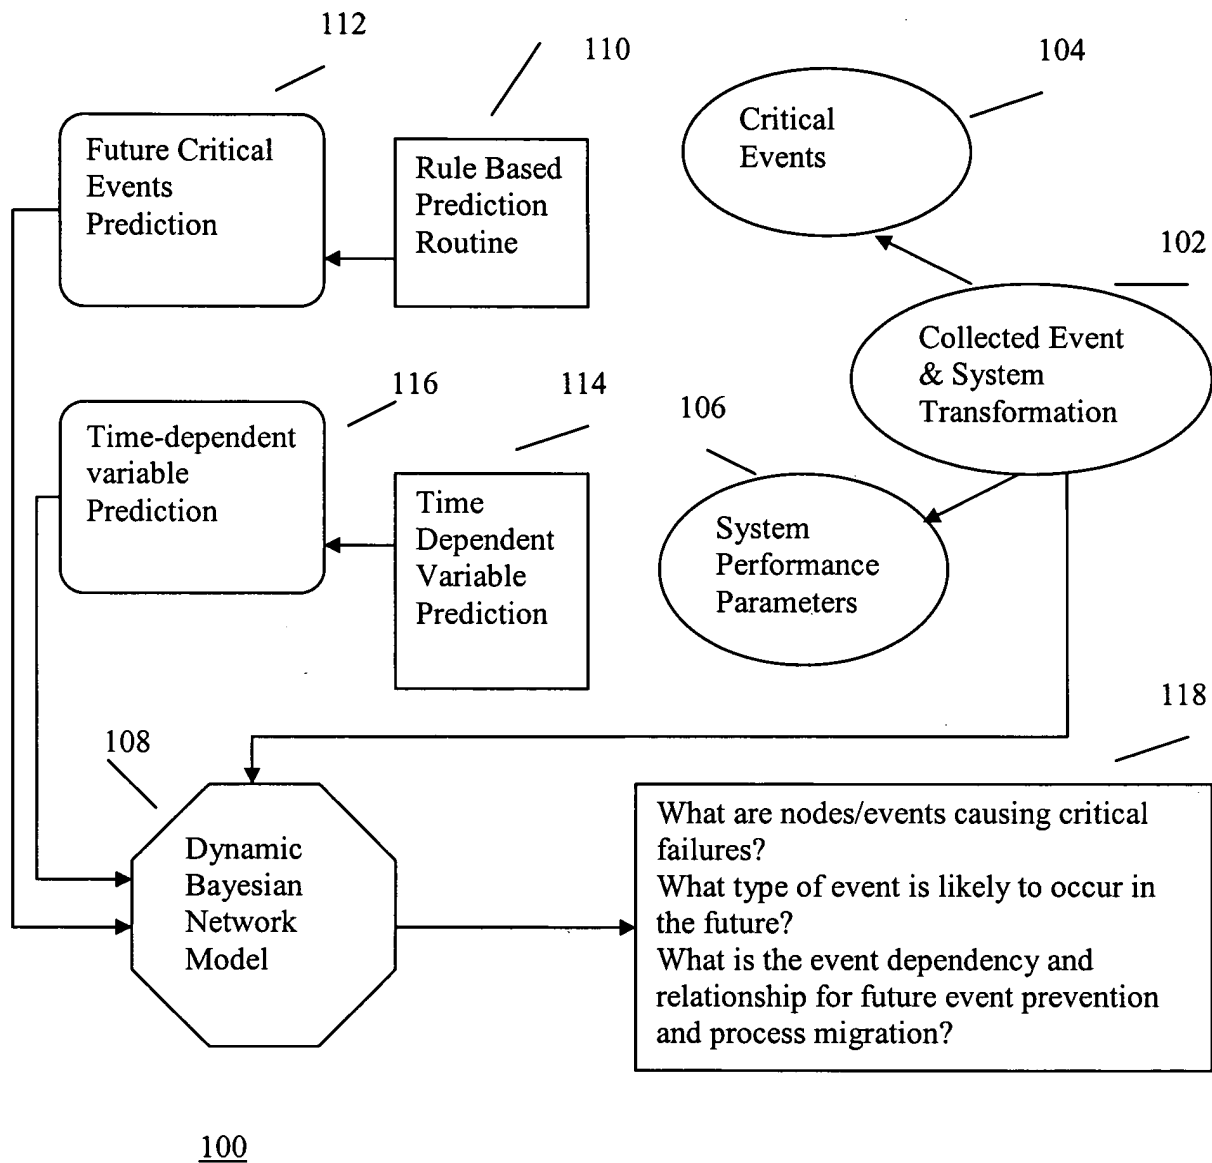 112
110
104
Future Critical
Events
Prediction
Rule Based
Prediction
Routine
Critical
Events
102
Collected Event
& System
Transformation
116
114
106
Time-dependent
variable
Prediction
Time
Dependent
Variable
Prediction
System
Performance
Parameters
118
108
Dynamic
Bayesian
Network
Model
What are nodes/events causing critical
failures?
What type of event is likely to occur in
the future?
What is the event dependency and
relationship for future event prevention
and process migration?
100